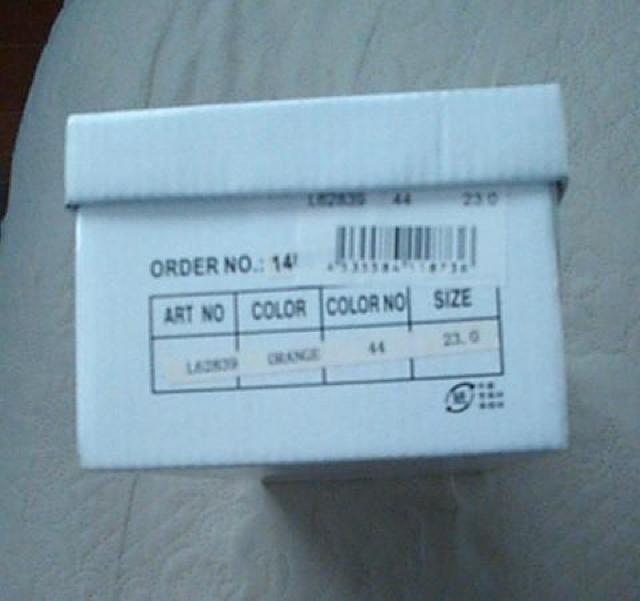 L62839 44 23.0
ORDER NO.: 14
ART NO COLOR COLOR NO SIZE
L62839 ORANGE 44 23.0